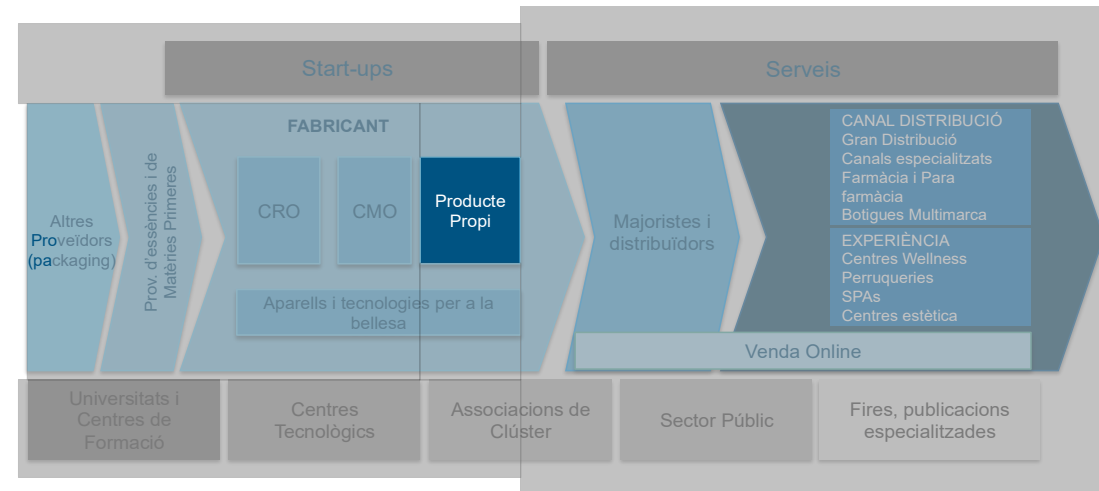 Start-ups
Serveis
FABRICANT
Altres
Proveïdors
(packaging)
Prov. d'essències i de
Matèries Primeres
CRO
CMO
Producte
Propi
Aparells i tecnologies per a la
bellesa
Majoristes i
distribuïdors
CANAL DISTRIBUCIÓ
Gran Distribució
Canals especialitzats
Farmàcia i Para
farmàcia
Botigues Multimarca
EXPERIÈNCIA
Centres Wellness
Perruqueries
SPAs
Centres estètica
Venda Online
Universitats i
Centres de
Formació
Centres
Tecnològics
Associacions de
Clúster
Sector Públic
Fires, publicacions
especialitzades